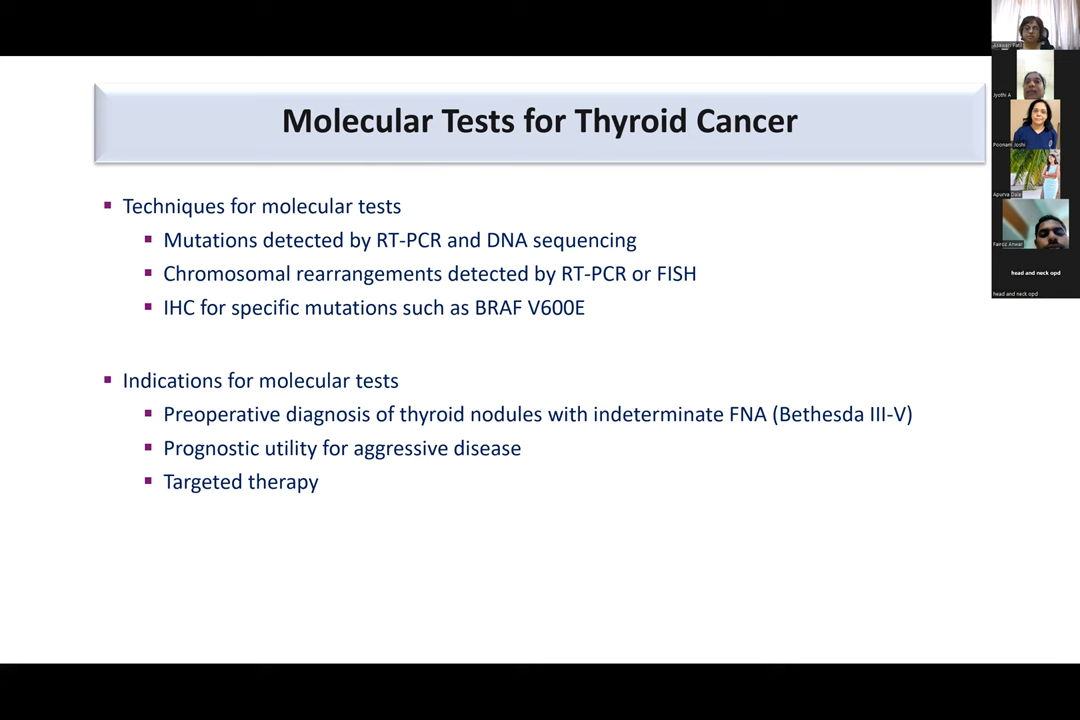 Molecular Tests for Thyroid Cancer
Techniques for molecular tests
Mutations detected by RT-PCR and DNA sequencing
Chromosomal rearrangements detected by RT-PCR or FISH
IHC for specific mutations such as BRAF V600E
Indications for molecular tests
Preoperative diagnosis of thyroid nodules with indeterminate FNA (Bethesda III-V)
Prognostic utility for aggressive disease
Targeted therapy
Jyothi A
Poonam Joshi
Apurva Dale
Fairoz Anwar
head and neck opd
head and neck opd